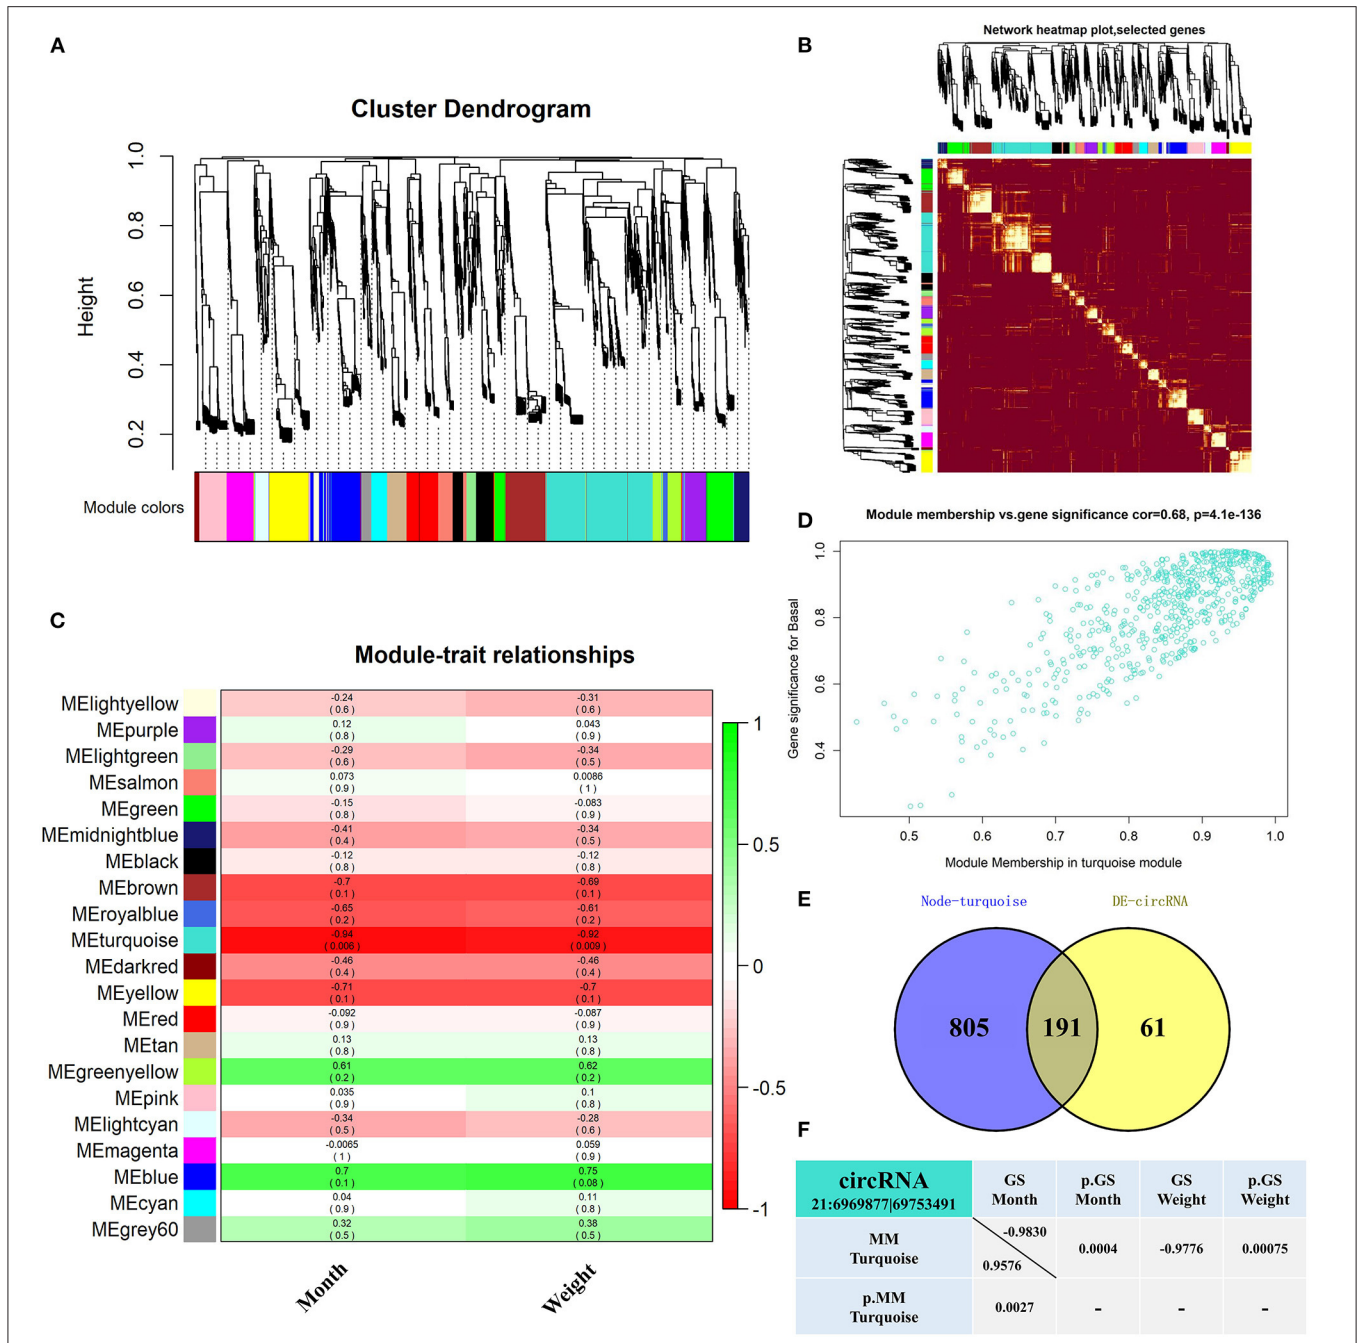 A
Cluster Dendrogram
Height
1.0
0.8
0.6
0.4
0.2
Module colors
B
Network heatmap plot,selected genes
C
Module-trait relationships
MElightyellow
-0.24
( 0.6 )
-0.31
( 0.6 )
MEpurple
0.12
( 0.8 )
0.043
( 0.9 )
MElightgreen
-0.29
( 0.6 )
-0.34
( 0.5 )
MEsalmon
0.073
( 0.9 )
0.0086
( 1 )
MEgreen
-0.15
( 0.8 )
-0.083
( 0.9 )
MEmidnightblue
-0.41
( 0.4 )
-0.34
( 0.5 )
MEblack
-0.12
( 0.8 )
-0.12
( 0.8 )
MEbrown
-0.7
( 0.1 )
-0.69
( 0.1 )
MEroyalblue
-0.65
( 0.2 )
-0.61
( 0.2 )
MEturquoise
-0.94
-0.92
( 0.009 )
MEdarkred
-0.46
( 0.4 )
-0.46
( 0.4 )
MEyellow
-0.71
( 0.1 )
-0.7
( 0.1 )
MEred
-0.092
( 0.9 )
-0.087
( 0.9 )
MEtan
0.13
( 0.8 )
0.13
( 0.8 )
MEgreenyellow
0.61
( 0.2 )
0.62
( 0.2 )
MEpink
0.035
( 0.9 )
0.1
( 0.8 )
MElightcyan
-0.34
( 0.5 )
-0.28
( 0.6 )
MEmagenta
-0.0065
( 1 )
0.059
( 0.9 )
MEblue
0.7
( 0.1 )
0.75
( 0.08 )
MEcyan
0.04
( 0.9 )
0.11
( 0.8 )
MEgrey60
0.32
( 0.5 )
0.38
( 0.5 )
Month
Weight
1
0.5
0
-0.5
-1
D
Module membership vs.gene significance cor=0.68, p=4.1e-136
Gene significance for Basal
1.0
0.8
0.6
0.4
0.5
0.6
0.7
0.8
0.9
1.0
Module Membership in turquoise module
E
Node-turquoise
DE-circRNA
805
191
61
F
circRNA
21:6969877|69753491
GS
Month
p.GS
Month
GS
Weight
p.GS
Weight
MM
Turquoise
-0.9830
0.9576
0.0004
-0.9776
0.00075
p.MM
Turquoise
0.0027
-
-
-